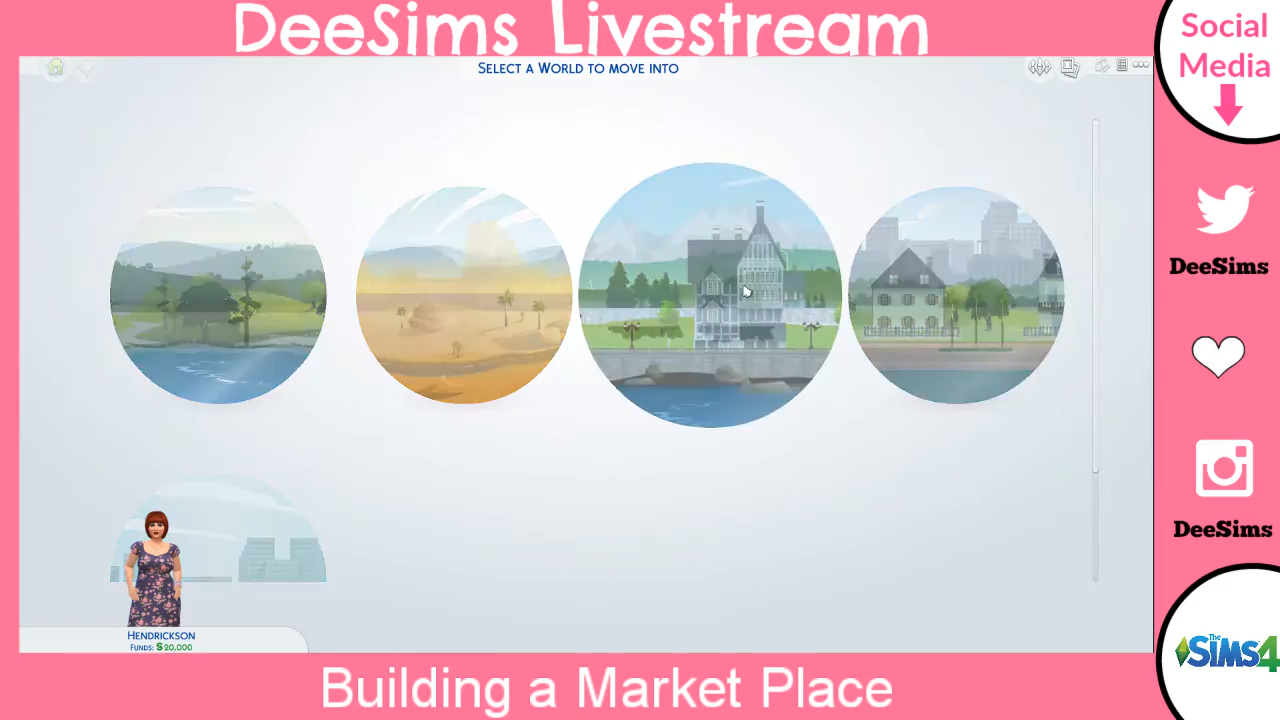 DeeSims Livestream
Social
Media
SELECT A WORLD TO MOVE INTO
DeeSims
DeeSims
HENDRICKSON
FUNDS: §20,000
The SIMS4
Building a Market Place